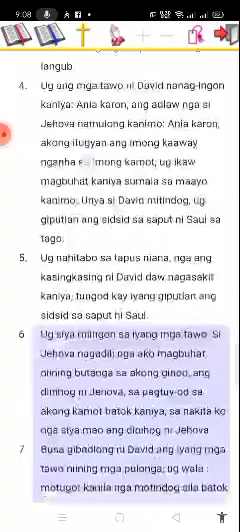 9:08
langub.
4. Ug ang mga tawo ni David nanag-ingon
kaniya: Ania karon, ang adlaw nga si
Jehova namulong kanimo: Ania karon,
akong itugyan ang imong kaaway
nganha sa imong kamot, ug ikaw
magbuhat kaniya sumala sa maayo
kanimo. Unya si David mitindog, ug
giputlan ang sidsid sa saput ni Saul sa
tago.
5. Ug nahitabo sa tapus niana, nga ang
kasingkasing ni David daw nagasakit
kaniya, tungod kay iyang giputlan ang
sidsid sa saput ni Saul.
6 Ug siya miingon sa iyang mga tawo: Si
Jehova nagadili nga ako magbuhat
niining butanga sa akong ginoo, ang
dinihog ni Jehova, sa pagtuy-od sa
akong kamot batok kaniya, sa nakita ko
nga siya mao ang dinihog ni Jehova
7 Busa gibadlong ni David ang iyang mga
tawo niining mga pulonga, ug wala
motugot kanila nga motindog sila batok